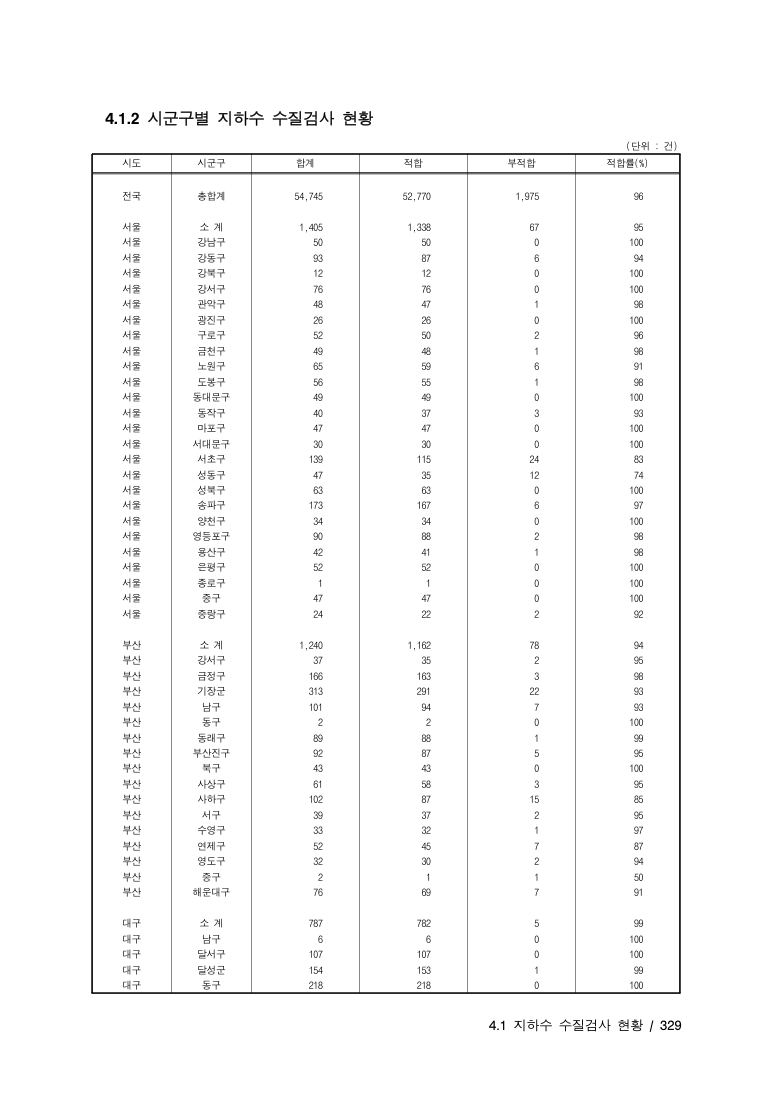 4.1.2 시군구별 지하수 수질검사 현황
(단위 : 건)
시도 시군구 합계 적합 부적합 적합률(%)
전국 총합계 54,745 52,770 1,975 96
서울 소 계 1,405 1,338 67 95
서울 강남구 50 50 0 100
서울 강동구 93 87 6 94
서울 강북구 12 12 0 100
서울 강서구 76 76 0 100
서울 관악구 48 47 1 98
서울 광진구 26 26 0 100
서울 구로구 52 50 2 96
서울 금천구 49 48 1 98
서울 노원구 65 59 6 91
서울 도봉구 56 55 1 98
서울 동대문구 49 49 0 100
서울 동작구 40 37 3 93
서울 마포구 47 47 0 100
서울 서대문구 30 30 0 100
서울 서초구 139 115 24 83
서울 성동구 47 35 12 74
서울 성북구 63 63 0 100
서울 송파구 173 167 6 97
서울 양천구 34 34 0 100
서울 영등포구 90 88 2 98
서울 용산구 42 41 1 98
서울 은평구 52 52 0 100
서울 종로구 1 1 0 100
서울 중구 47 47 0 100
서울 중랑구 24 22 2 92
부산 소 계 1,240 1,162 78 94
부산 강서구 37 35 2 95
부산 금정구 166 163 3 98
부산 기장군 313 291 22 93
부산 남구 101 94 7 93
부산 동구 2 2 0 100
부산 동래구 89 88 1 99
부산 부산진구 92 87 5 95
부산 북구 43 43 0 100
부산 사상구 61 58 3 95
부산 사하구 102 87 15 85
부산 서구 39 37 2 95
부산 수영구 33 32 1 97
부산 연제구 52 45 7 87
부산 영도구 32 30 2 94
부산 중구 2 1 1 50
부산 해운대구 76 69 7 91
대구 소 계 787 782 5 99
대구 남구 6 6 0 100
대구 달서구 107 107 0 100
대구 달성군 154 153 1 99
대구 동구 218 218 0 100
4.1 지하수 수질검사 현황 / 329